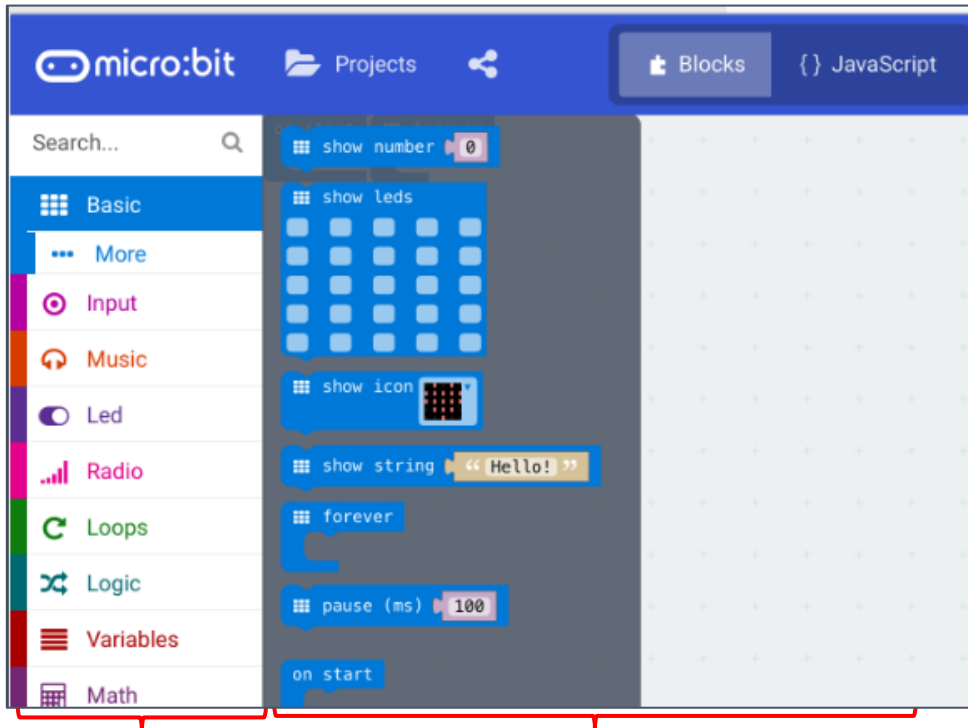 micro:bit Projects Blocks {} JavaScript
Search...
Basic
More
Input
Music
Led
Radio
Loops
Logic
Variables
Math
show number 0
show leds
show icon
show string “ Hello! ”
forever
pause (ms) 100
on start